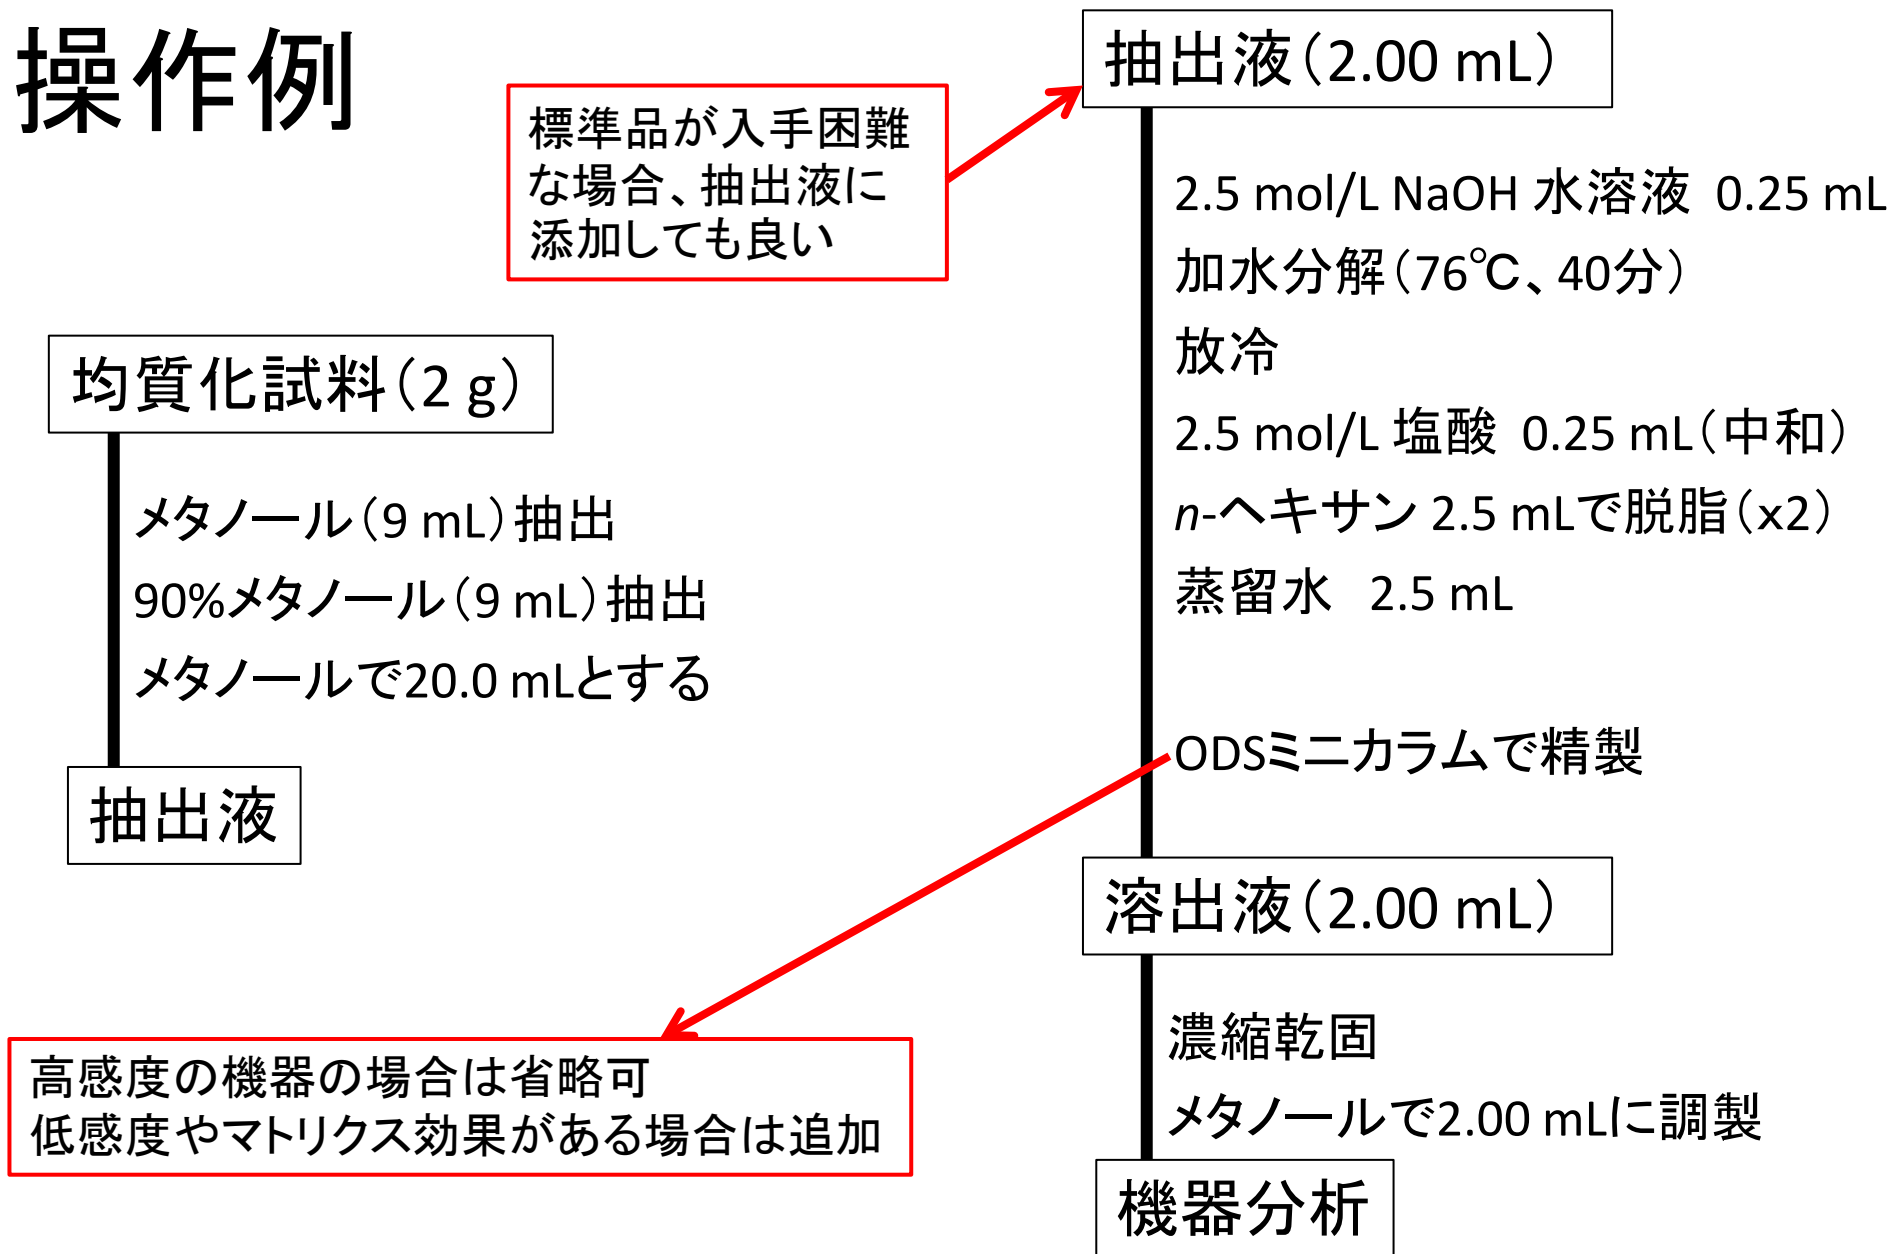 操作例
標準品が入手困難
な場合、抽出液に
添加しても良い
均質化試料（2 g）
メタノール（9 mL）抽出
90%メタノール（9 mL）抽出
メタノールで20.0 mLとする
抽出液
抽出液（2.00 mL）
2.5 mol/L NaOH 水溶液 0.25 mL
加水分解（76℃、40分）
放冷
2.5 mol/L 塩酸 0.25 mL（中和）
n-ヘキサン 2.5 mLで脱脂（x2）
蒸留水 2.5 mL
ODSミニカラムで精製
高感度の機器の場合は省略可
低感度やマトリクス効果がある場合は追加
溶出液（2.00 mL）
濃縮乾固
メタノールで2.00 mLに調製
機器分析